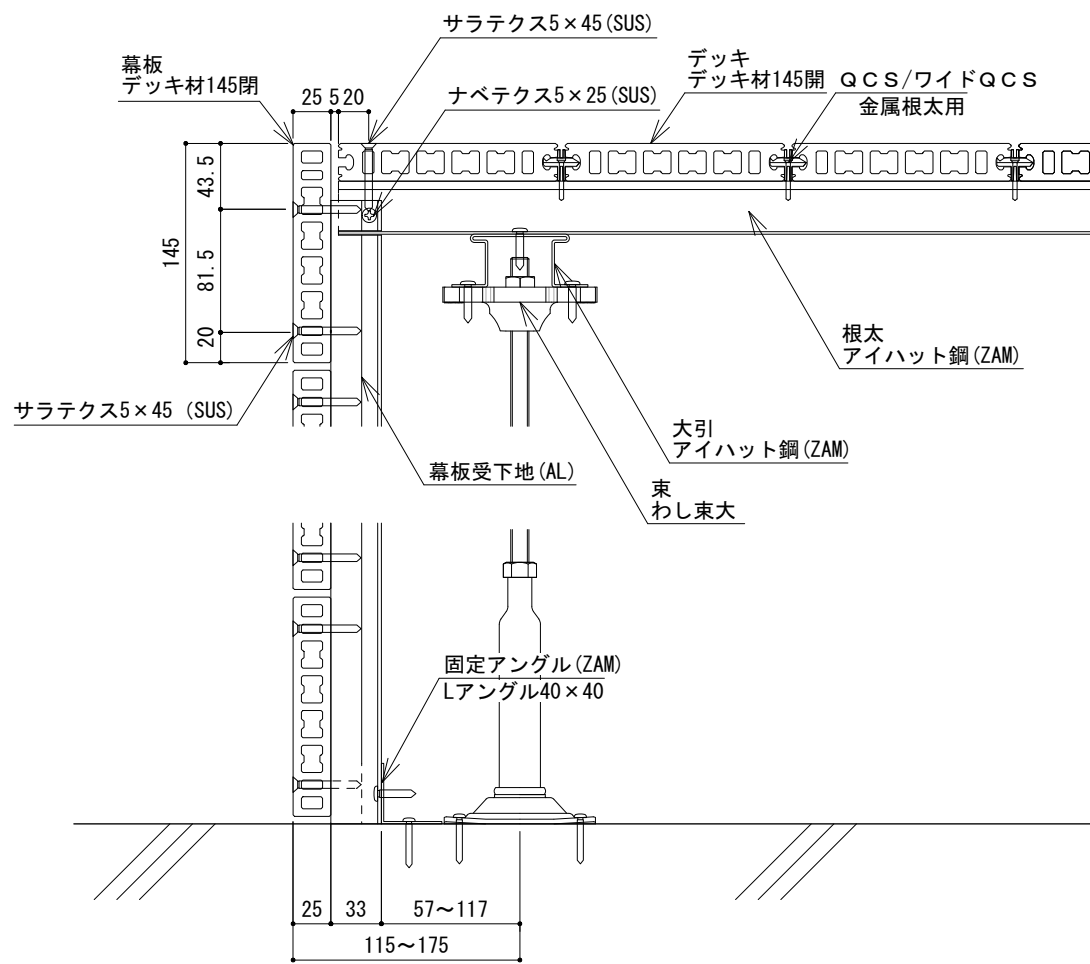 サラテクス5×45(SUS)
幕板
デッキ材145閉
デッキ
デッキ材145開
QCS/ワイドQCS
金属根太用
ナベテクス5×25(SUS)
25
5
20
43.5
145
81.5
20
根太
アイハット鋼(ZAM)
サラテクス5×45 (SUS)
大引
アイハット鋼(ZAM)
幕板受下地(AL)
束
わし束大
固定アングル(ZAM)
Lアングル40×40
25
33
57～117
115～175